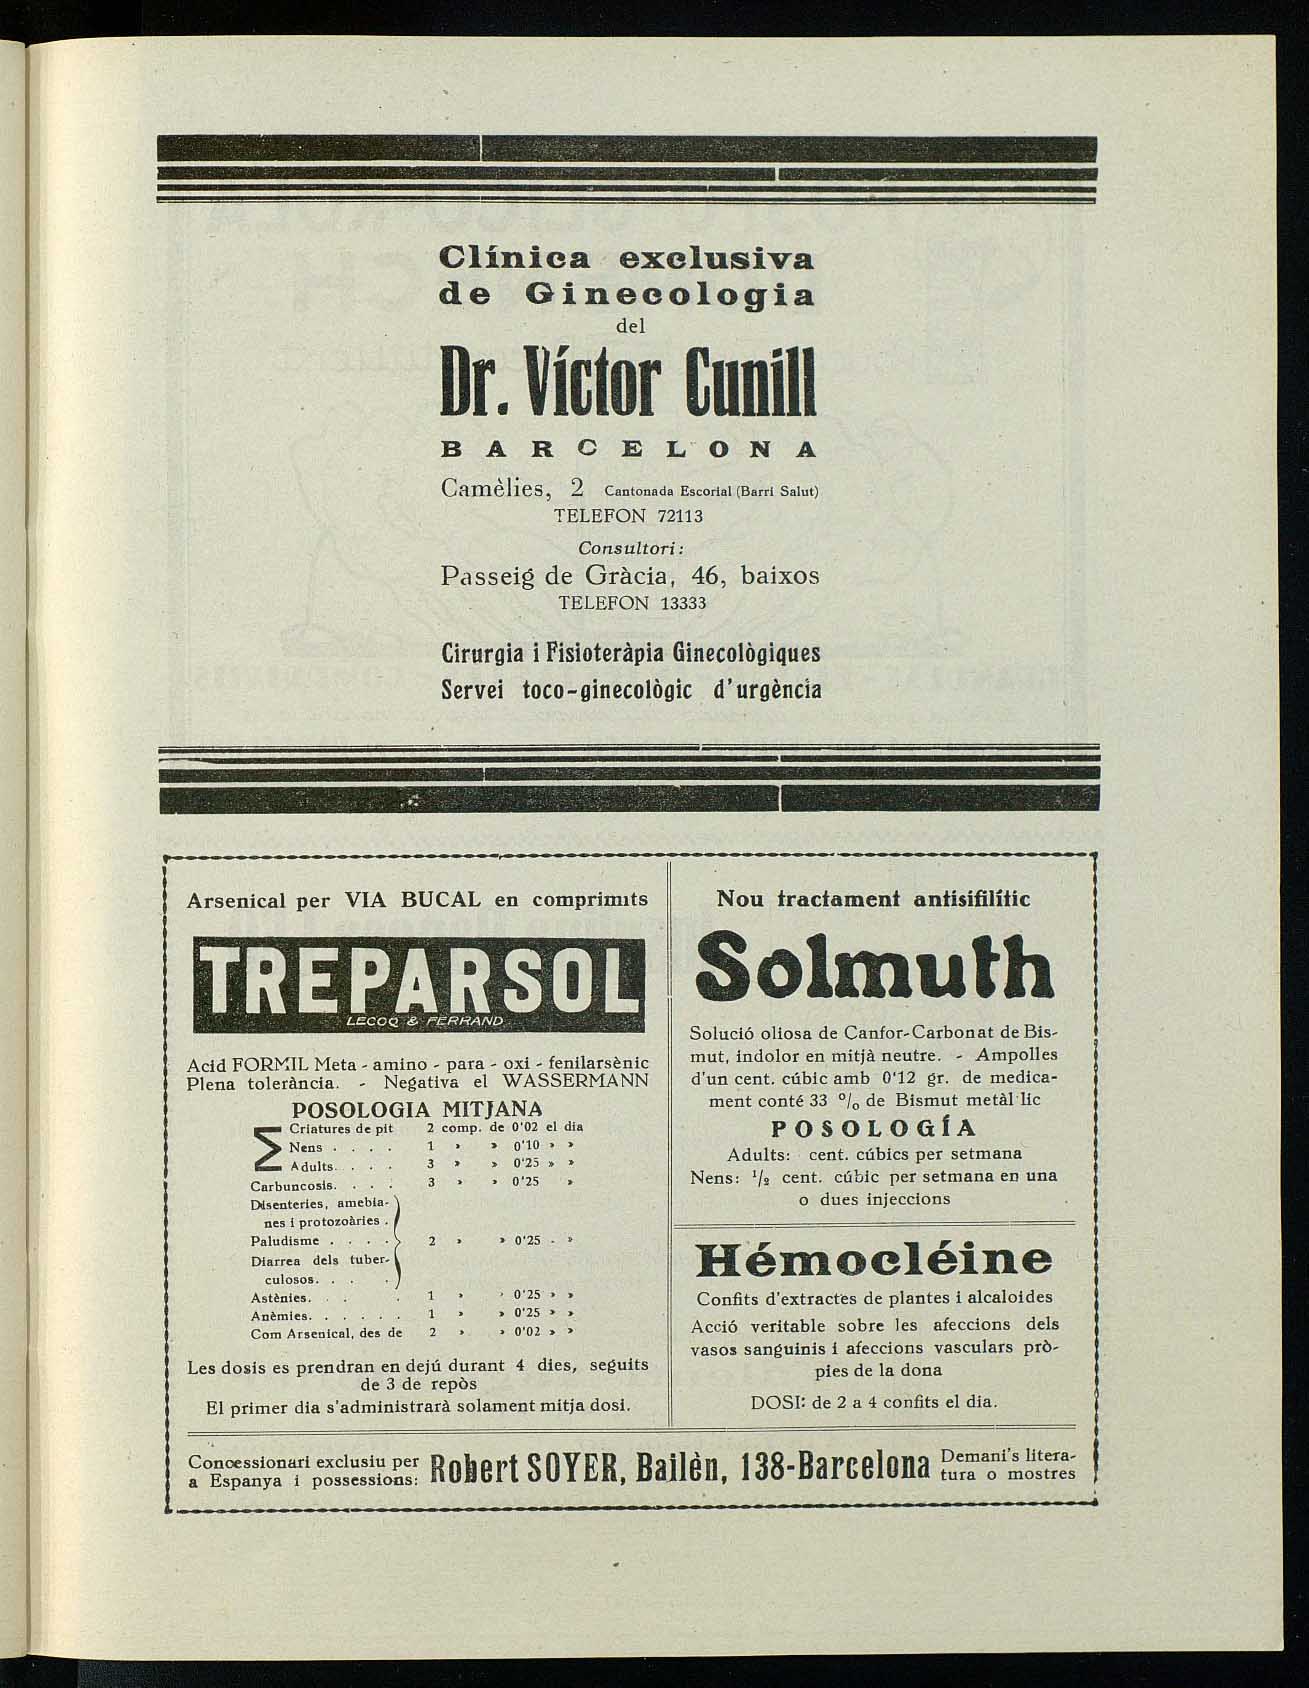 Clínica exclusiva
de Ginecologia
del
Dr. Víctor Cunill
BARCELONA
Camèlies, 2 Cantonada Escorial (Barri Salut)
TELEFON 72113
Consultori:
Passeig de Gràcia, 46, baixos
TELEFON 13333
Cirurgia i Fisioteràpia Ginecològiques
Servei toco-ginecològic d'urgència
Arsenical per VIA BUCAL en comprimits
TREPARSOL
LECOQ & FERRAND
Acid FORMIL Meta - amino - para - oxi - fenilarsènic
Plena tolerància. - Negativa el WASSERMANN
POSOLOGIA MITJANA
Criatures de pit 2 comp. de 0'02 el dia
Nens . . . . 1 » » 0'10 » »
Adults. . . . 3 » » 0'25 » »
Carbuncosis. . . . 3 » » 0'25 »
Disenteries, amebia-
nes i protozoàries .
Paludisme . . . . 2 » » 0'25 - »
Diarrea dels tuber-
culosos. . . .
Astènies. . . . 1 » » 0'25 » »
Anèmies. . . . . . 1 » » 0'25 » »
Com Arsenical, des de 2 » » 0'02 » »
Les dosis es prendran en dejú durant 4 dies, seguits
de 3 de repòs
El primer dia s'administrarà solament mitja dosi.
Nou tractament antisifilític
Solmuth
Solució oliosa de Canfor-Carbonat de Bis-
mut, indolor en mitjà neutre. - Ampolles
d'un cent. cúbic amb 0'12 gr. de medica-
ment conté 33 % de Bismut metàl·lic
POSOLOGÍA
Adults: cent. cúbics per setmana
Nens: 1/2 cent. cúbic per setmana en una
o dues injeccions
Hémocléine
Confits d'extractes de plantes i alcaloides
Acció veritable sobre les afeccions dels
vasos sanguinis i afeccions vasculars prò-
pies de la dona
DOSI: de 2 a 4 confits el dia.
Concessionari exclusiu per
a Espanya i possessions:
Robert SOYER, Bailèn, 138-Barcelona
Demani's litera-
tura o mostres